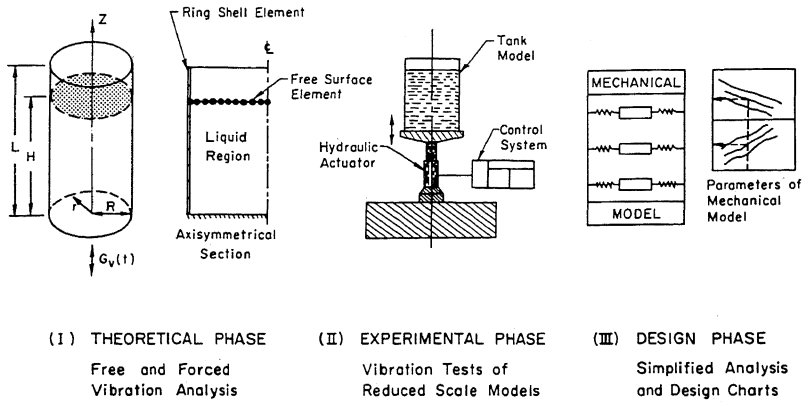 Z
L
H
r
R
Gv(t)
Ring Shell Element
℄
Free Surface
Element
Liquid
Region
Axisymmetrical
Section
Tank
Model
Hydraulic
Actuator
Control
System
MECHANICAL
MODEL
Parameters of
Mechanical
Model
(I) THEORETICAL PHASE
Free and Forced
Vibration Analysis
(II) EXPERIMENTAL PHASE
Vibration Tests of
Reduced Scale Models
(III) DESIGN PHASE
Simplified Analysis
and Design Charts